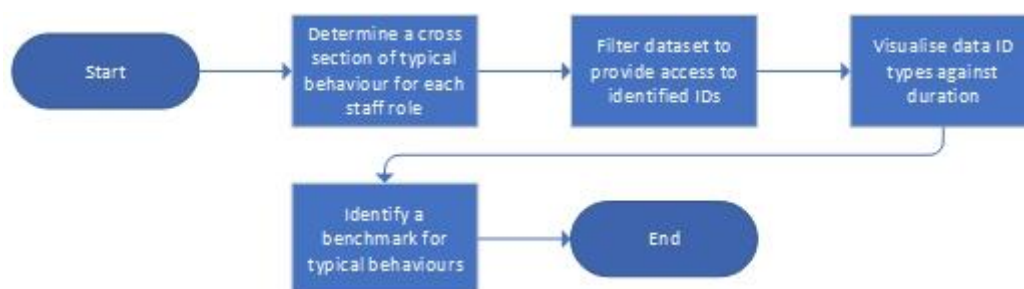 Start
Determine a cross
section of typical
behaviour for each
staff role
Filter dataset to
provide access to
identified IDs
Visualise data ID
types against
duration
Identify a
benchmark for
typical behaviours
End